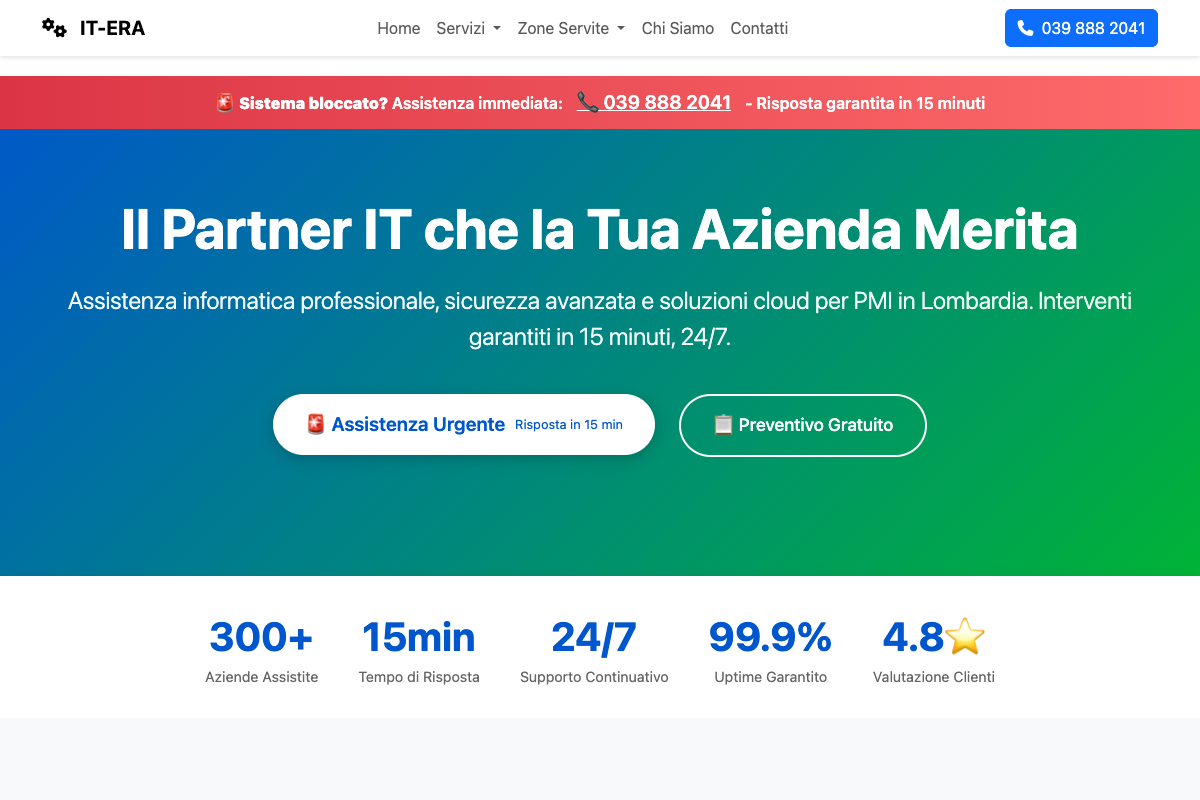 IT-ERA
Home Servizi Zone Servite Chi Siamo Contatti
039 888 2041
🚨 Sistema bloccato? Assistenza immediata: 📞 039 888 2041 - Risposta garantita in 15 minuti
Il Partner IT che la Tua Azienda Merita
Assistenza informatica professionale, sicurezza avanzata e soluzioni cloud per PMI in Lombardia. Interventi
garantiti in 15 minuti, 24/7.
🚨 Assistenza Urgente Risposta in 15 min
📋 Preventivo Gratuito
300+ 15min 24/7 99.9% 4.8⭐
Aziende Assistite Tempo di Risposta Supporto Continuativo Uptime Garantito Valutazione Clienti